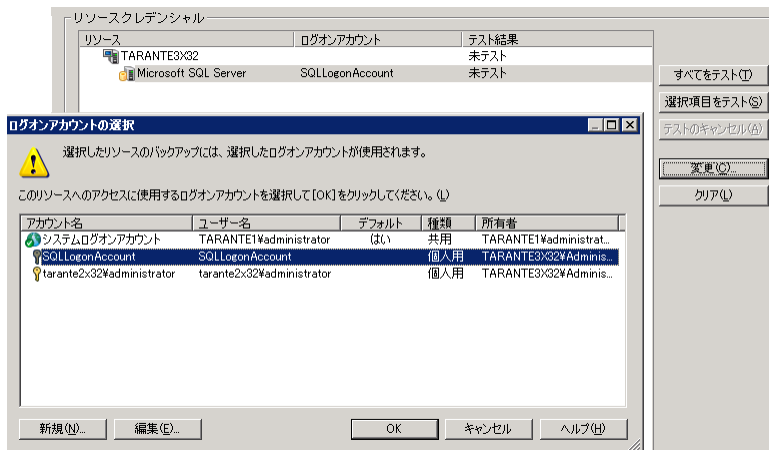 リソースクレデンシャル
リソース ログオンアカウント テスト結果
TARANTE3X32 未テスト
Microsoft SQL Server SQLLogonAccount 未テスト
すべてをテスト(T)
選択項目をテスト(S)
テストのキャンセル(A)
変更(C)...
クリア(L)
ログオンアカウントの選択
選択したリソースのバックアップには、選択したログオンアカウントが使用されます。
このリソースへのアクセスに使用するログオンアカウントを選択して[OK]をクリックしてください。(L)
アカウント名 ユーザー名 デフォルト 種類 所有者
システムログオンアカウント TARANTE1¥administrator はい 共用 TARANTE1¥administrat...
SQLLogonAccount SQLLogonAccount 個人用 TARANTE3X32¥Adminis...
tarante2x32¥administrator tarante2x32¥administrator 個人用 TARANTE3X32¥Adminis...
新規(N)... 編集(E)... OK キャンセル ヘルプ(H)